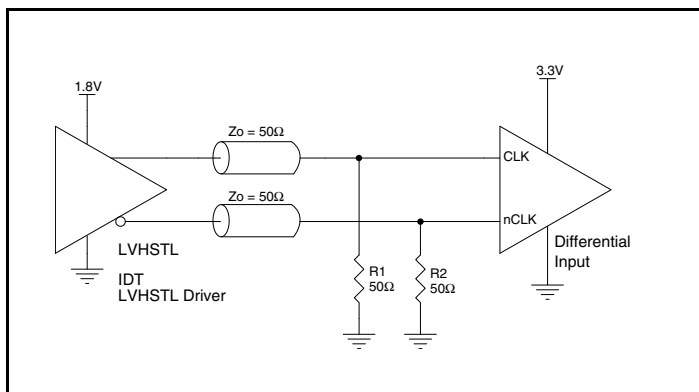 1.8V
3.3V
Zo = 50Ω
CLK
Zo = 50Ω
nCLK
LVHSTL
IDT
LVHSTL Driver
R1
50Ω
R2
50Ω
Differential
Input